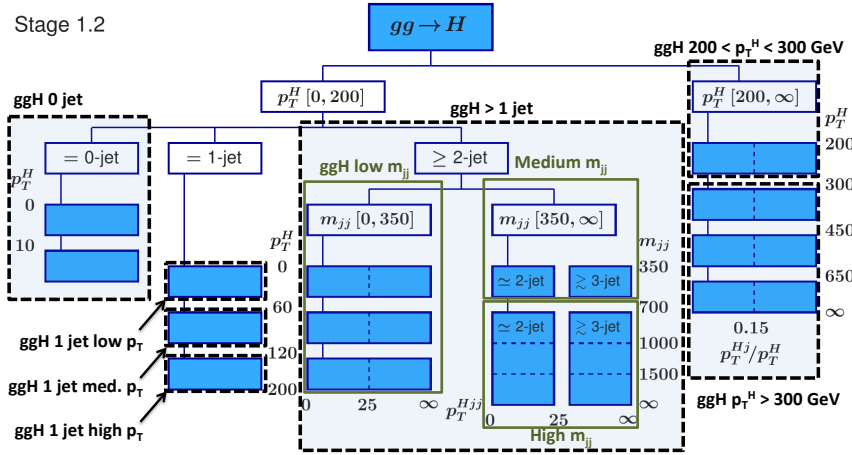 Stage 1.2
gg → H
ggH 200 < p_T^H < 300 GeV
p_T^H [0, 200]
p_T^H [200, ∞]
ggH 0 jet
ggH > 1 jet
p_T^H
= 0-jet
= 1-jet
≥ 2-jet
200
ggH low m_jj
Medium m_jj
p_T^H
0
10
m_jj [0, 350]
m_jj [350, ∞]
300
p_T^H
m_jj
450
0
≃ 2-jet
≳ 3-jet
350
650
60
700
∞
≃ 2-jet
≳ 3-jet
0.15
ggH 1 jet low p_T
120
1000
p_T^Hj/p_T^H
1500
ggH 1 jet med. p_T
200
0
25
∞
p_T^Hjj
0
25
∞
∞
ggH p_T^H > 300 GeV
ggH 1 jet high p_T
High m_jj